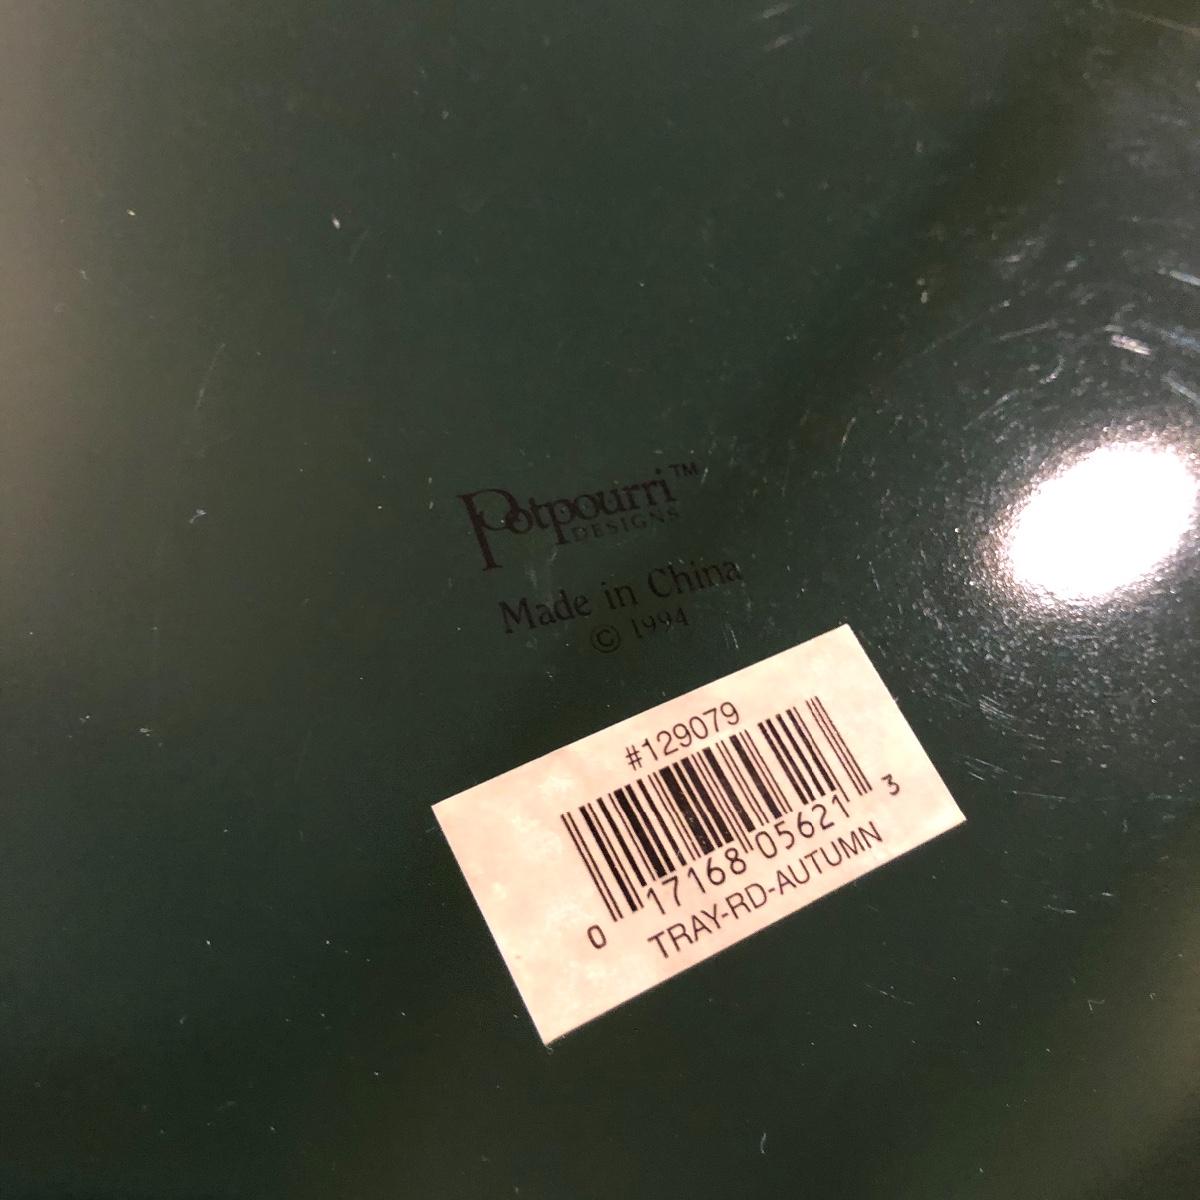 Potpourri™
DESIGNS
Made in China
© 1994
#129079
0 17168 05621 3
TRAY-RD-AUTUMN